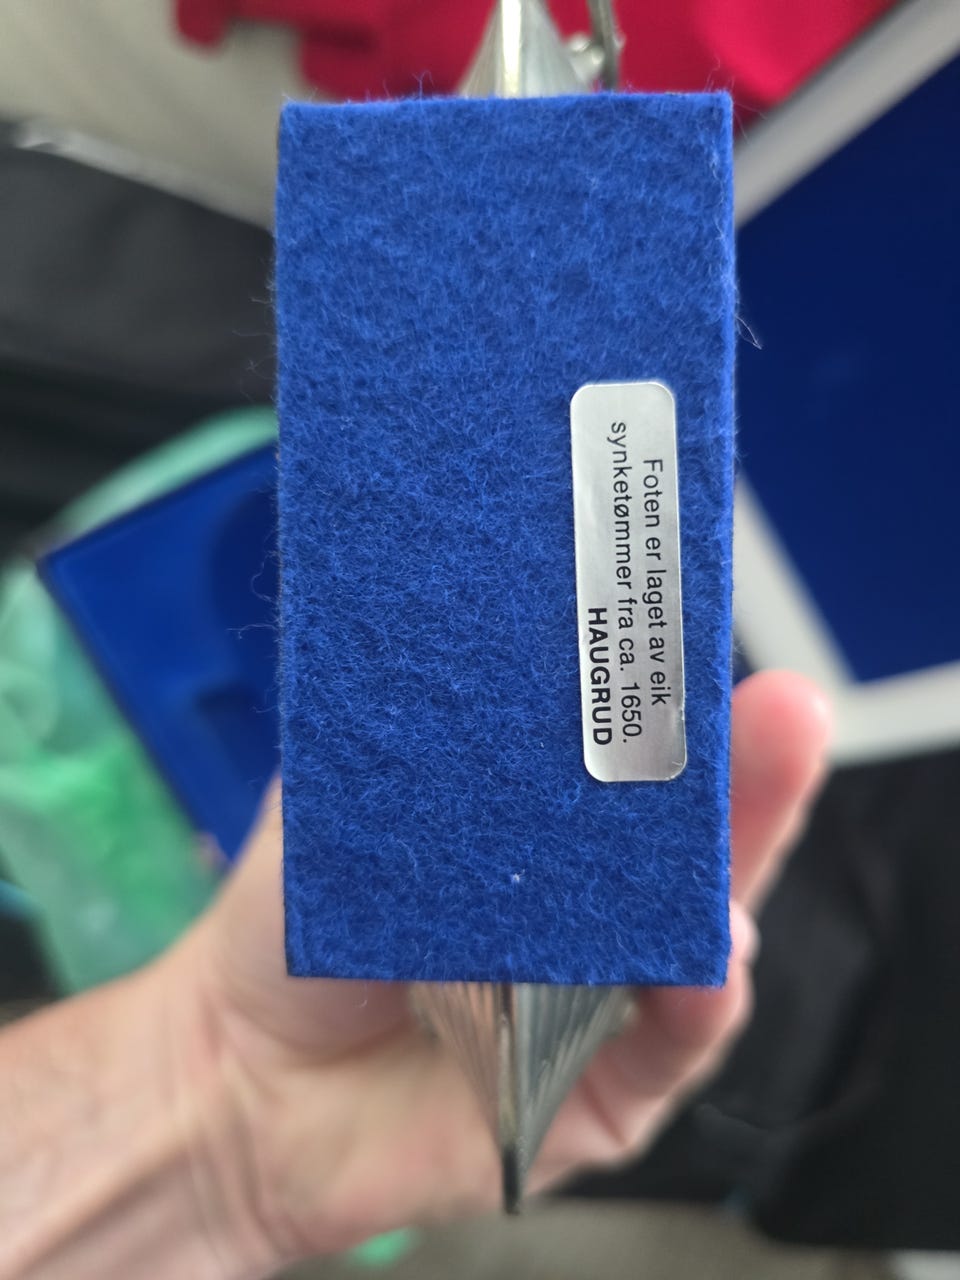 Foten er laget av eik
synketømmer fra ca. 1650.
HAUGRUD